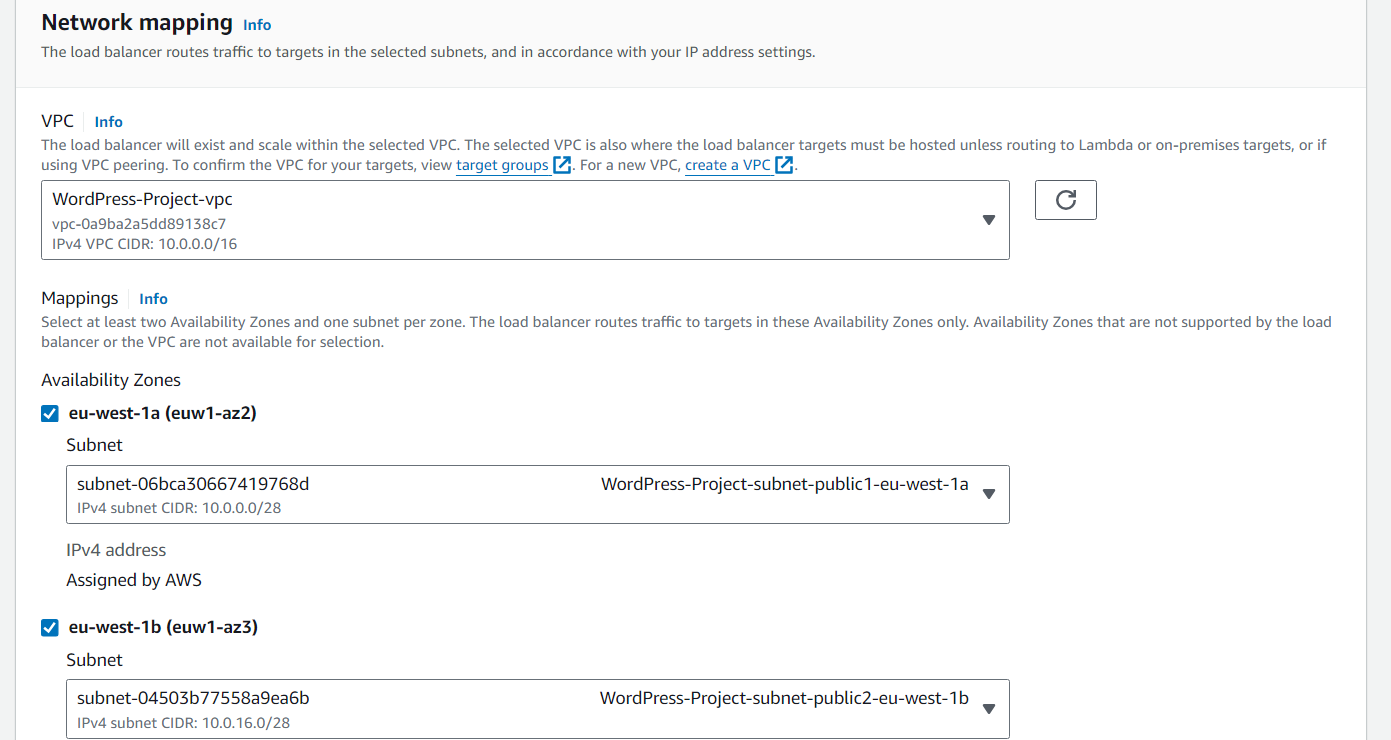 Network mapping Info
The load balancer routes traffic to targets in the selected subnets, and in accordance with your IP address settings.
VPC Info
The load balancer will exist and scale within the selected VPC. The selected VPC is also where the load balancer targets must be hosted unless routing to Lambda or on-premises targets, or if
using VPC peering. To confirm the VPC for your targets, view target groups. For a new VPC, create a VPC.
WordPress-Project-vpc
vpc-0a9ba2a5dd89138c7
IPv4 VPC CIDR: 10.0.0.0/16
Mappings Info
Select at least two Availability Zones and one subnet per zone. The load balancer routes traffic to targets in these Availability Zones only. Availability Zones that are not supported by the load
balancer or the VPC are not available for selection.
Availability Zones
eu-west-1a (euw1-az2)
Subnet
subnet-06bca30667419768d WordPress-Project-subnet-public1-eu-west-1a
IPv4 subnet CIDR: 10.0.0.0/28
IPv4 address
Assigned by AWS
eu-west-1b (euw1-az3)
Subnet
subnet-04503b77558a9ea6b WordPress-Project-subnet-public2-eu-west-1b
IPv4 subnet CIDR: 10.0.16.0/28